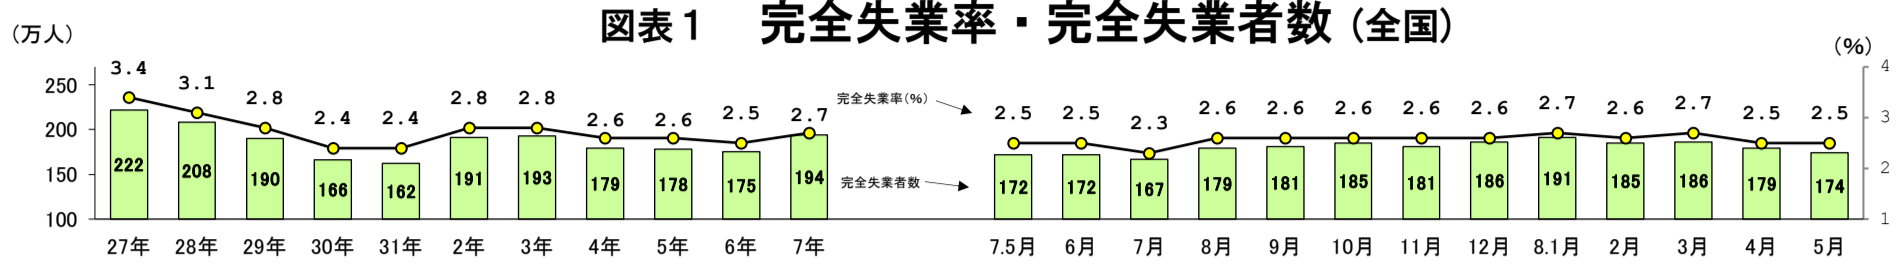 図表１　完全失業率・完全失業者数（全国）
（万人）
（％）
250
200
150
100
4
3
2
1
3.4 3.1 2.8 2.4 2.4 2.8 2.8 2.6 2.6 2.5 2.7
222 208 190 166 162 191 193 179 178 175 194
27年 28年 29年 30年 31年 2年 3年 4年 5年 6年 7年
完全失業率（％）
完全失業者数
2.5 2.5 2.3 2.6 2.6 2.6 2.6 2.6 2.7 2.6 2.7 2.5 2.5
172 172 167 179 181 185 181 186 191 185 186 179 174
7.5月 6月 7月 8月 9月 10月 11月 12月 8.1月 2月 3月 4月 5月